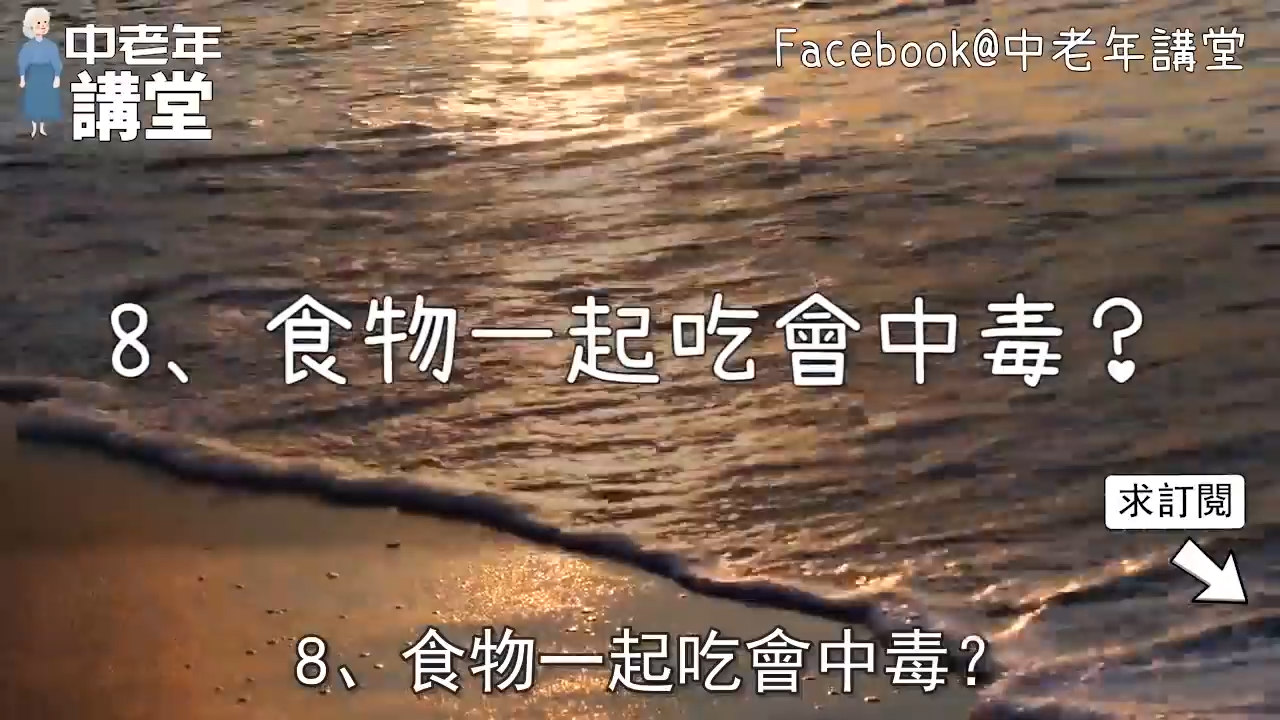 中老年
講堂
Facebook@中老年講堂
8、食物一起吃會中毒？
求訂閱
8、食物一起吃會中毒？